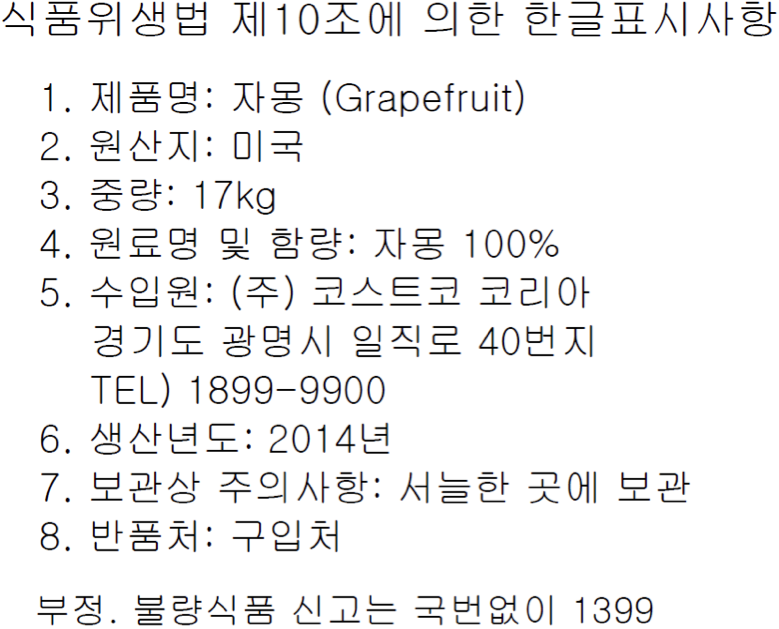 식품위생법 제10조에 의한 한글표시사항
1. 제품명: 자몽 (Grapefruit)
2. 원산지: 미국
3. 중량: 17kg
4. 원료명 및 함량: 자몽 100%
5. 수입원: (주) 코스트코 코리아
경기도 광명시 일직로 40번지
TEL) 1899-9900
6. 생산년도: 2014년
7. 보관상 주의사항: 서늘한 곳에 보관
8. 반품처: 구입처
부정. 불량식품 신고는 국번없이 1399